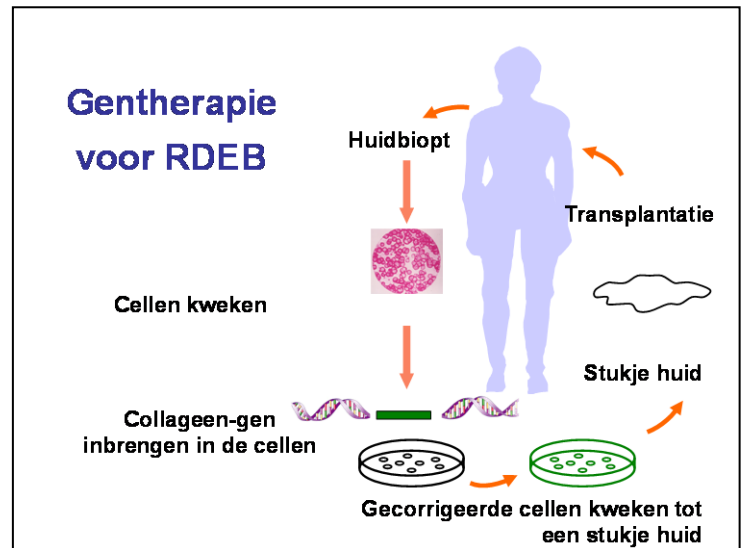 Gentherapie
voor RDEB
Huidbiopt
Transplantatie
Cellen kweken
Stukje huid
Collageen-gen
inbrengen in de cellen
Gecorrigeerde cellen kweken tot
een stukje huid